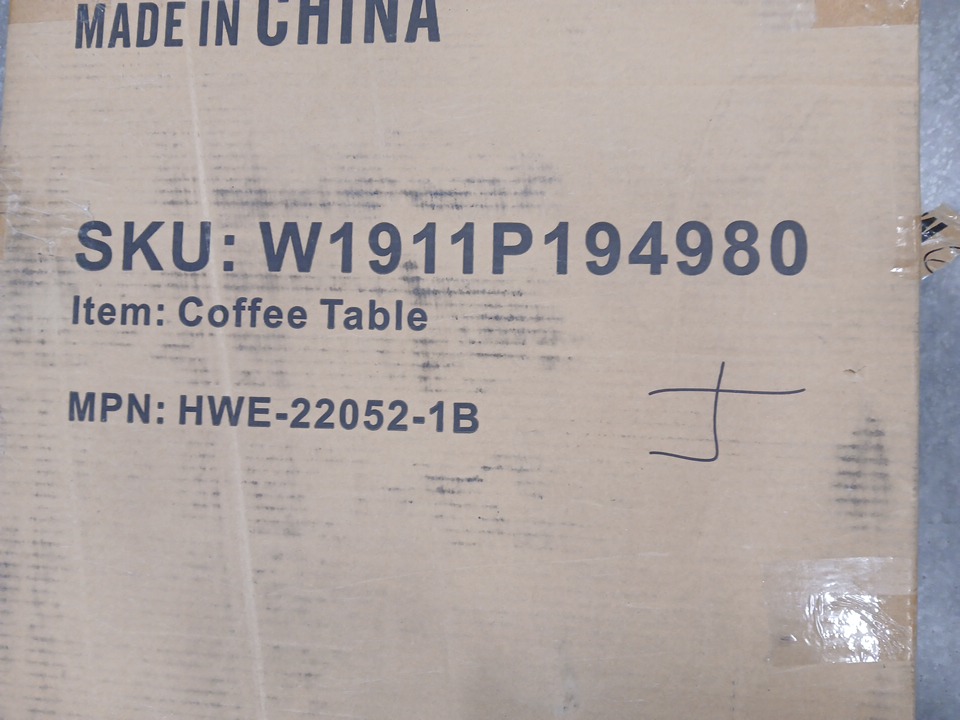 MADE IN CHINA
SKU: W1911P194980
Item: Coffee Table
MPN: HWE-22052-1B